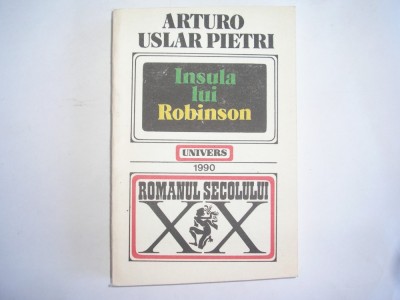 ARTURO
USLAR PIETRI
Insula
lui
Robinson
UNIVERS
1990
ROMANUL SECOLULUI
XX